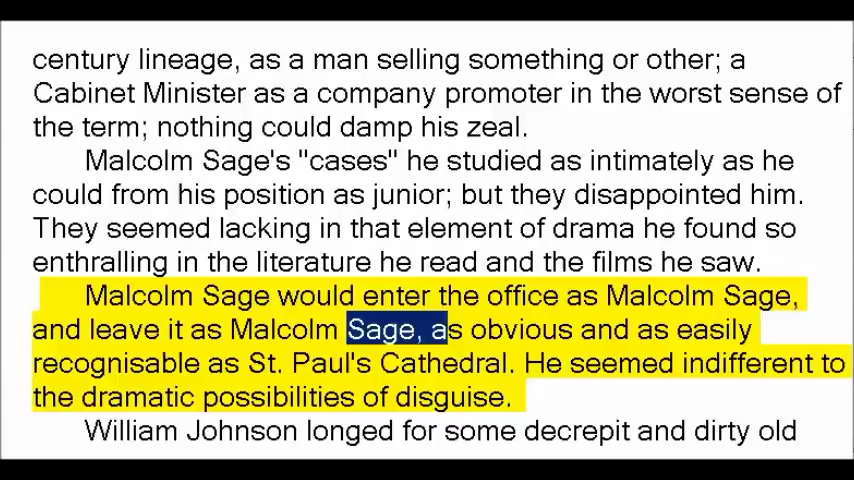 century lineage, as a man selling something or other; a
Cabinet Minister as a company promoter in the worst sense of
the term; nothing could damp his zeal.
Malcolm Sage's "cases" he studied as intimately as he
could from his position as junior; but they disappointed him.
They seemed lacking in that element of drama he found so
enthralling in the literature he read and the films he saw.
Malcolm Sage would enter the office as Malcolm Sage,
and leave it as Malcolm Sage, as obvious and as easily
recognisable as St. Paul's Cathedral. He seemed indifferent to
the dramatic possibilities of disguise.
William Johnson longed for some decrepit and dirty old